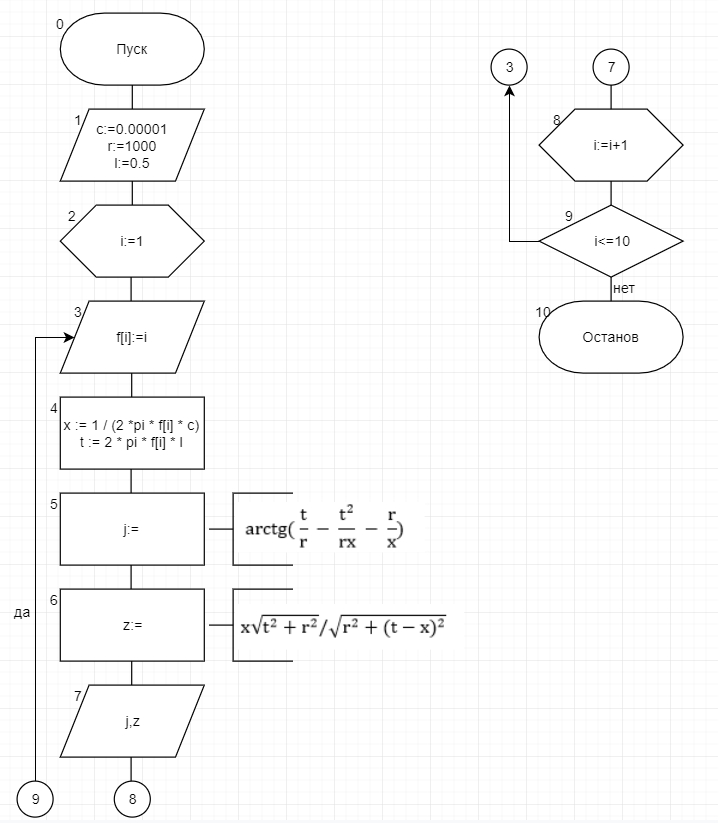 0
Пуск
1
c:=0.00001
r:=1000
l:=0.5
2
i:=1
3
f[i]:=i
4
x := 1 / (2 *pi * f[i] * c)
t := 2 * pi * f[i] * l
5
j:=
arctg(t/r − t²/rx − r/x)
6
z:=
x√t² + r²/√r² + (t − x)²
да
7
j,z
9
8
3
7
8
i:=i+1
9
i<=10
нет
10
Останов